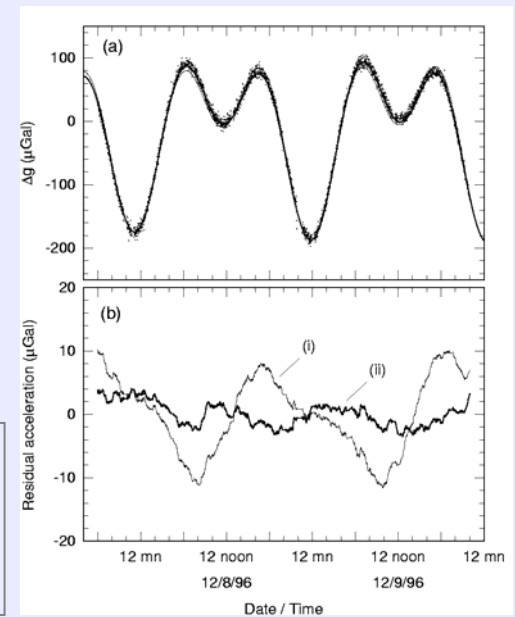 (a)
100
0
-100
-200
Δg (μGal)
(b)
20
10
0
-10
-20
Residual acceleration (μGal)
(i)
(ii)
12 mn 12 noon 12 mn 12 noon 12 mn
12/8/96 12/9/96
Date / Time